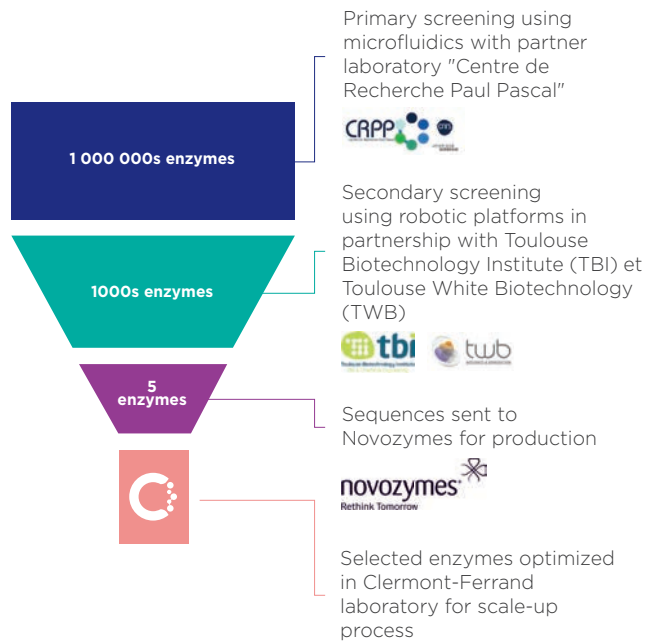 Primary screening using
microfluidics with partner
laboratory "Centre de
Recherche Paul Pascal"
CRPP
1 000 000s enzymes
Secondary screening
using robotic platforms in
partnership with Toulouse
Biotechnology Institute (TBI) et
Toulouse White Biotechnology
(TWB)
1000s enzymes
tbi
Toulouse Biotechnology Institute
twb
5
enzymes
Sequences sent to
Novozymes for production
novozymes
Rethink Tomorrow
Selected enzymes optimized
in Clermont-Ferrand
laboratory for scale-up
process